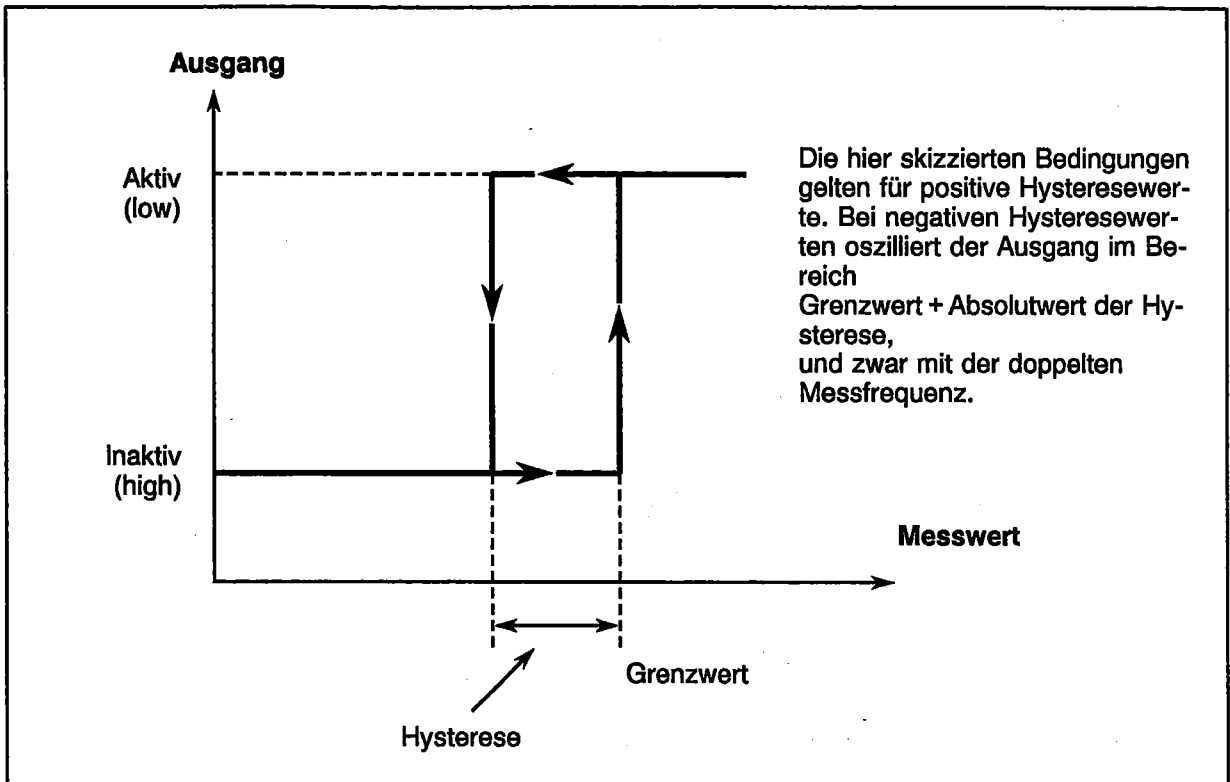 Ausgang
Aktiv
(low)
Die hier skizzierten Bedingungen
gelten für positive Hysteresewer-
te. Bei negativen Hysteresewer-
ten oszilliert der Ausgang im Be-
reich
Grenzwert + Absolutwert der Hy-
sterese,
und zwar mit der doppelten
Messfrequenz.
Inaktiv
(high)
Messwert
Grenzwert
Hysterese